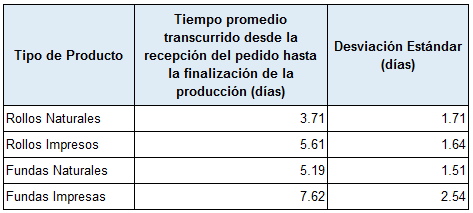 Tipo de Producto
Tiempo promedio
transcurrido desde la
recepción del pedido hasta
la finalización de la
producción (días)
Desviación Estándar
(días)
Rollos Naturales 3.71 1.71
Rollos Impresos 5.61 1.64
Fundas Naturales 5.19 1.51
Fundas Impresas 7.62 2.54